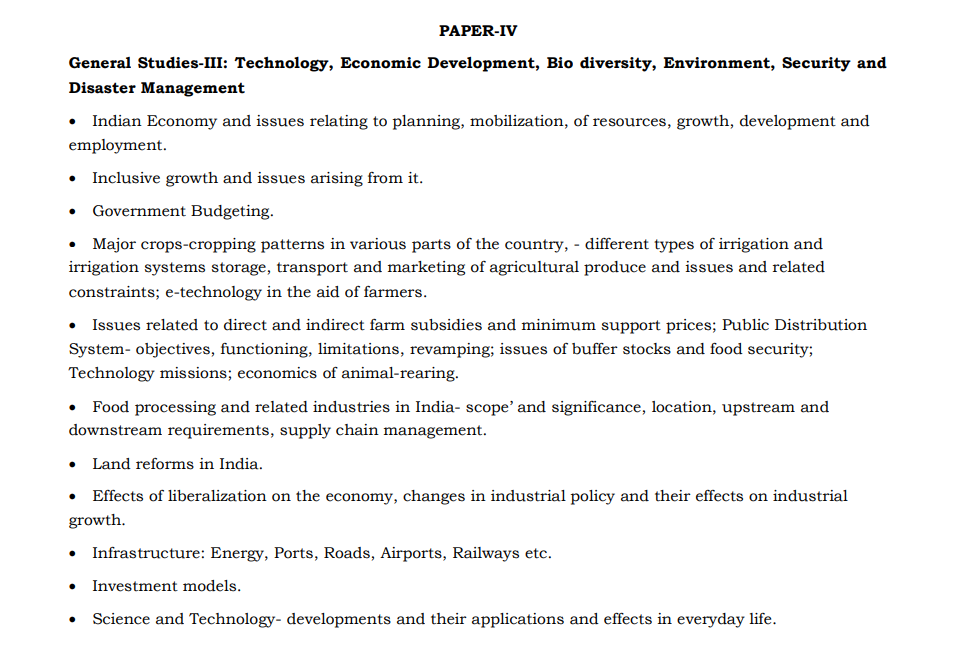 PAPER-IV
General Studies-III: Technology, Economic Development, Bio diversity, Environment, Security and
Disaster Management
• Indian Economy and issues relating to planning, mobilization, of resources, growth, development and
employment.
• Inclusive growth and issues arising from it.
• Government Budgeting.
• Major crops-cropping patterns in various parts of the country, - different types of irrigation and
irrigation systems storage, transport and marketing of agricultural produce and issues and related
constraints; e-technology in the aid of farmers.
• Issues related to direct and indirect farm subsidies and minimum support prices; Public Distribution
System- objectives, functioning, limitations, revamping; issues of buffer stocks and food security;
Technology missions; economics of animal-rearing.
• Food processing and related industries in India- scope’ and significance, location, upstream and
downstream requirements, supply chain management.
• Land reforms in India.
• Effects of liberalization on the economy, changes in industrial policy and their effects on industrial
growth.
• Infrastructure: Energy, Ports, Roads, Airports, Railways etc.
• Investment models.
• Science and Technology- developments and their applications and effects in everyday life.